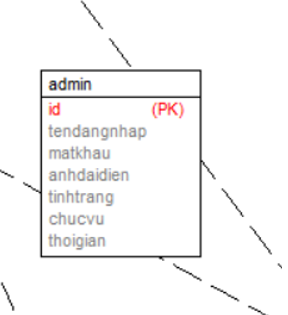 admin
id (PK)
tendangnhap
matkhau
anhdaidien
tinhtrang
chucvu
thoigian